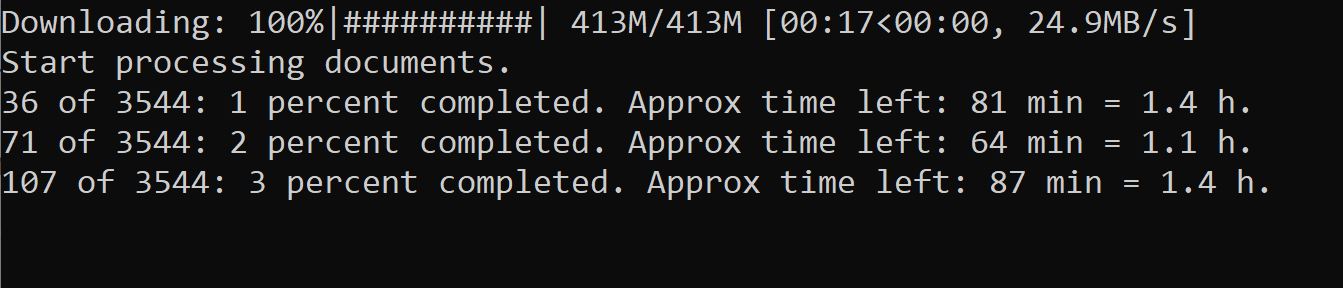 Downloading: 100%|##########| 413M/413M [00:17<00:00, 24.9MB/s]
Start processing documents.
36 of 3544: 1 percent completed. Approx time left: 81 min = 1.4 h.
71 of 3544: 2 percent completed. Approx time left: 64 min = 1.1 h.
107 of 3544: 3 percent completed. Approx time left: 87 min = 1.4 h.